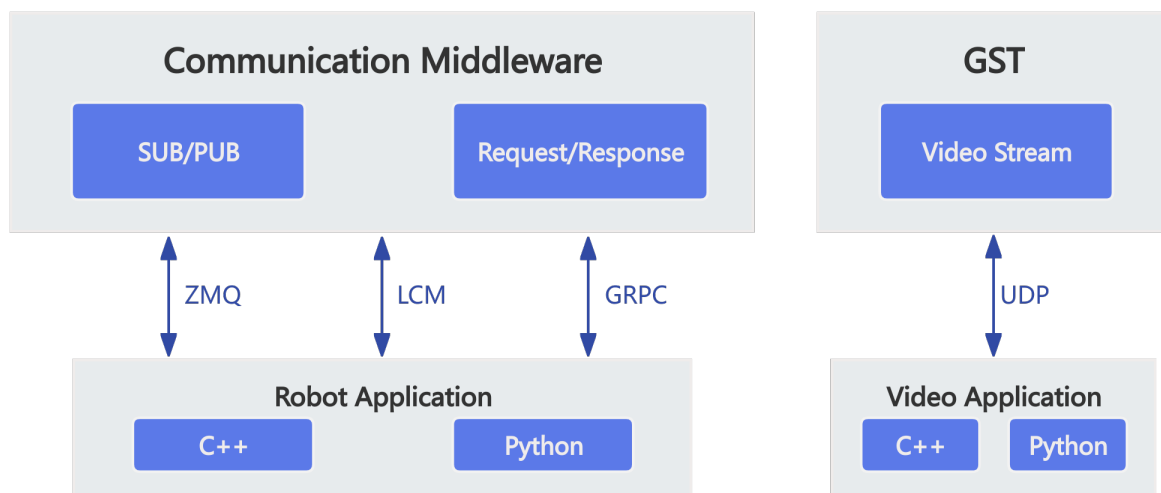 Communication Middleware
SUB/PUB
Request/Response
ZMQ
LCM
GRPC
Robot Application
C++
Python
GST
Video Stream
UDP
Video Application
C++
Python